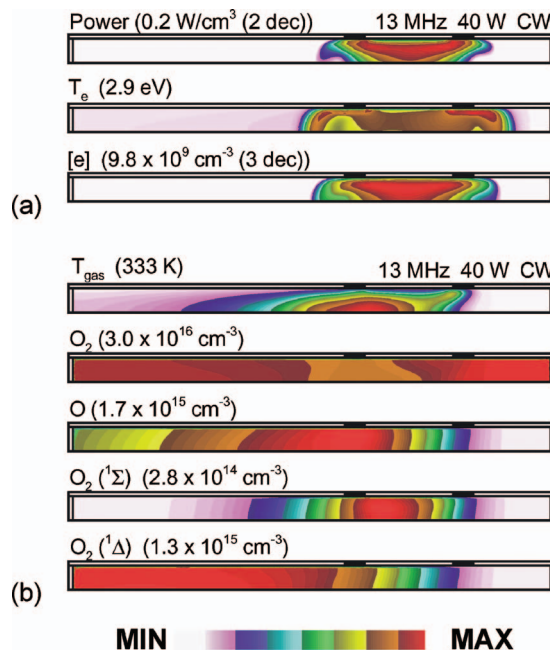 Power (0.2 W/cm³ (2 dec)) 13 MHz 40 W CW
Tₑ (2.9 eV)
[e] (9.8 x 10⁹ cm⁻³ (3 dec))
(a)
T_gas (333 K) 13 MHz 40 W CW
O₂ (3.0 x 10¹⁶ cm⁻³)
O (1.7 x 10¹⁵ cm⁻³)
O₂ (¹Σ) (2.8 x 10¹⁴ cm⁻³)
O₂ (¹Δ) (1.3 x 10¹⁵ cm⁻³)
(b)
MIN MAX